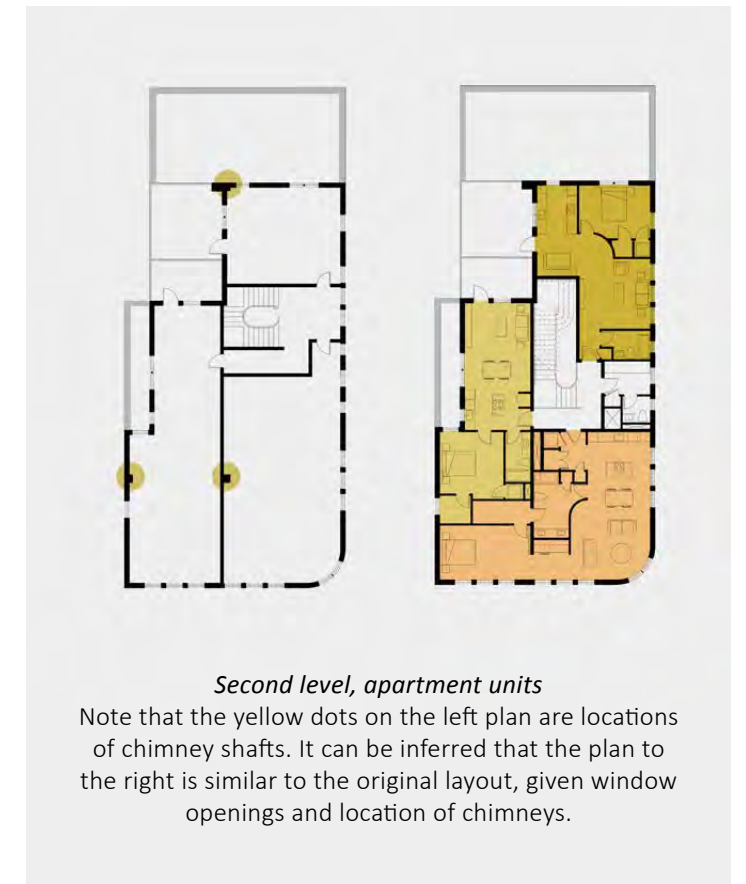 Second level, apartment units
Note that the yellow dots on the left plan are locations
of chimney shafts. It can be inferred that the plan to
the right is similar to the original layout, given window
openings and location of chimneys.